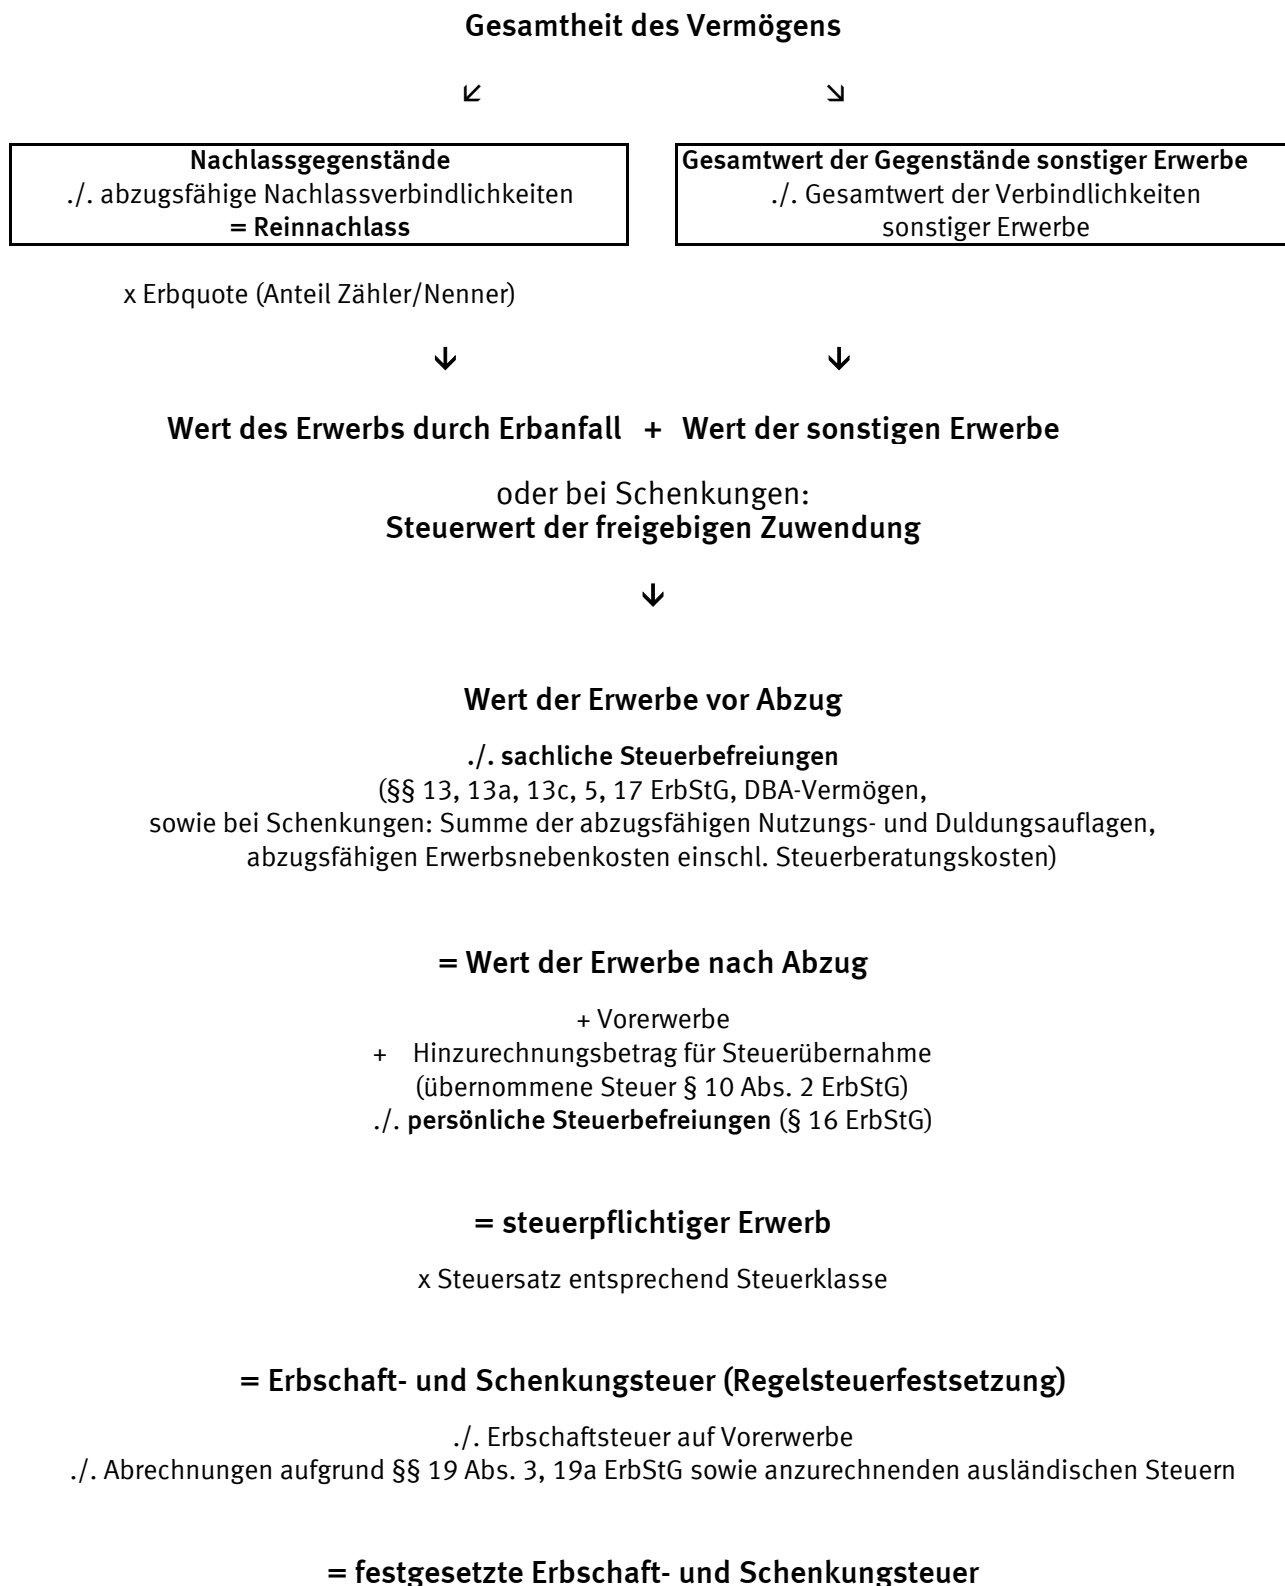 Gesamtheit des Vermögens
Nachlassgegenstände
./. abzugsfähige Nachlassverbindlichkeiten
= Reinnachlass
Gesamtwert der Gegenstände sonstiger Erwerbe
./. Gesamtwert der Verbindlichkeiten
sonstiger Erwerbe
x Erbquote (Anteil Zähler/Nenner)
Wert des Erwerbs durch Erbanfall + Wert der sonstigen Erwerbe
oder bei Schenkungen:
Steuerwert der freigebigen Zuwendung
Wert der Erwerbe vor Abzug
./. sachliche Steuerbefreiungen
(§§ 13, 13a, 13c, 5, 17 ErbStG, DBA-Vermögen,
sowie bei Schenkungen: Summe der abzugsfähigen Nutzungs- und Duldungsauflagen,
abzugsfähigen Erwerbsnebenkosten einschl. Steuerberatungskosten)
= Wert der Erwerbe nach Abzug
+ Vorerwerbe
+ Hinzurechnungsbetrag für Steuerübernahme
(übernommene Steuer § 10 Abs. 2 ErbStG)
./. persönliche Steuerbefreiungen (§ 16 ErbStG)
= steuerpflichtiger Erwerb
x Steuersatz entsprechend Steuerklasse
= Erbschaft- und Schenkungsteuer (Regelsteuerfestsetzung)
./. Erbschaftsteuer auf Vorerwerbe
./. Abrechnungen aufgrund §§ 19 Abs. 3, 19a ErbStG sowie anzurechnenden ausländischen Steuern
= festgesetzte Erbschaft- und Schenkungsteuer